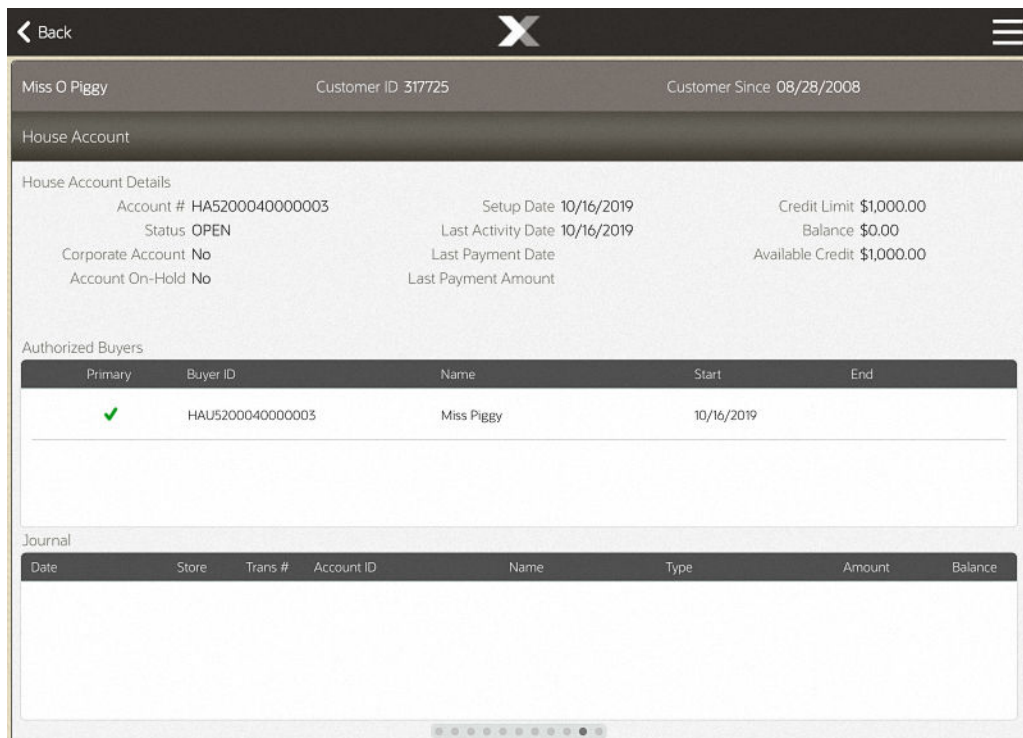 Back
Miss O Piggy Customer ID 317725 Customer Since 08/28/2008
House Account
House Account Details
Account # HA5200040000003 Setup Date 10/16/2019 Credit Limit $1,000.00
Status OPEN Last Activity Date 10/16/2019 Balance $0.00
Corporate Account No Last Payment Date Available Credit $1,000.00
Account On-Hold No Last Payment Amount
Authorized Buyers
Primary Buyer ID Name Start End
HAU5200040000003 Miss Piggy 10/16/2019
Journal
Date Store Trans # Account ID Name Type Amount Balance